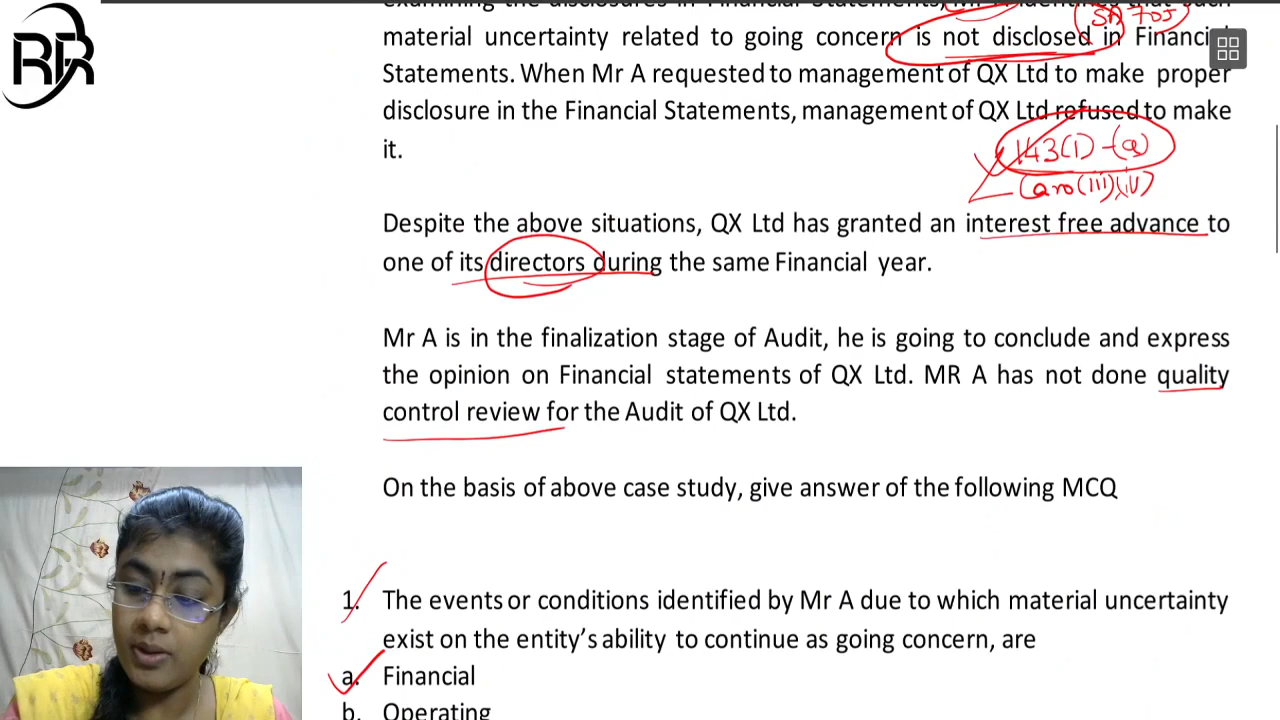 RRR
SA 705
material uncertainty related to going concern is not disclosed in Financial
Statements. When Mr A requested to management of QX Ltd to make proper
disclosure in the Financial Statements, management of QX Ltd refused to make
it.
143(1)-(a)
Caro(iii)(iv)
Despite the above situations, QX Ltd has granted an interest free advance to
one of its directors during the same Financial year.
Mr A is in the finalization stage of Audit, he is going to conclude and express
the opinion on Financial statements of QX Ltd. MR A has not done quality
control review for the Audit of QX Ltd.
On the basis of above case study, give answer of the following MCQ
1. The events or conditions identified by Mr A due to which material uncertainty
exist on the entity's ability to continue as going concern, are
a. Financial
b. Operating